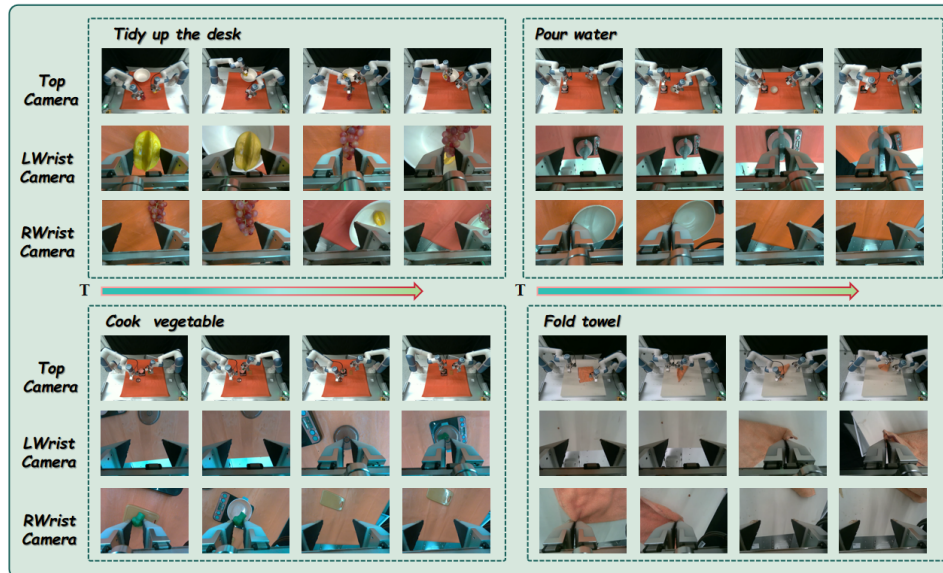 Tidy up the desk
Pour water
Top
Camera
LWrist
Camera
RWrist
Camera
T
T
Cook vegetable
Fold towel
Top
Camera
LWrist
Camera
RWrist
Camera